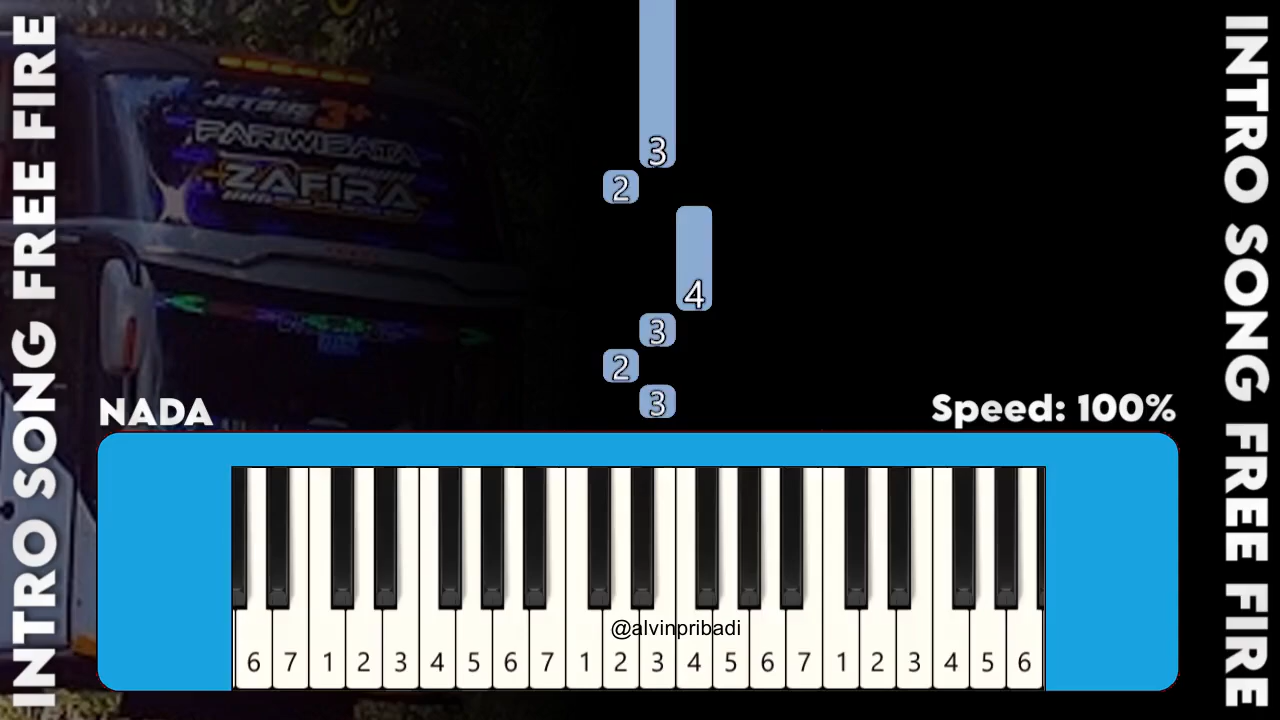 INTRO SONG FREE FIRE
JETBUS 3+
PARIWISATA
ZAFIRA
3
2
4
3
2
3
NADA
Speed: 100%
@alvinpribadi
6 7 1 2 3 4 5 6 7 1 2 3 4 5 6 7 1 2 3 4 5 6
INTRO SONG FREE FIRE